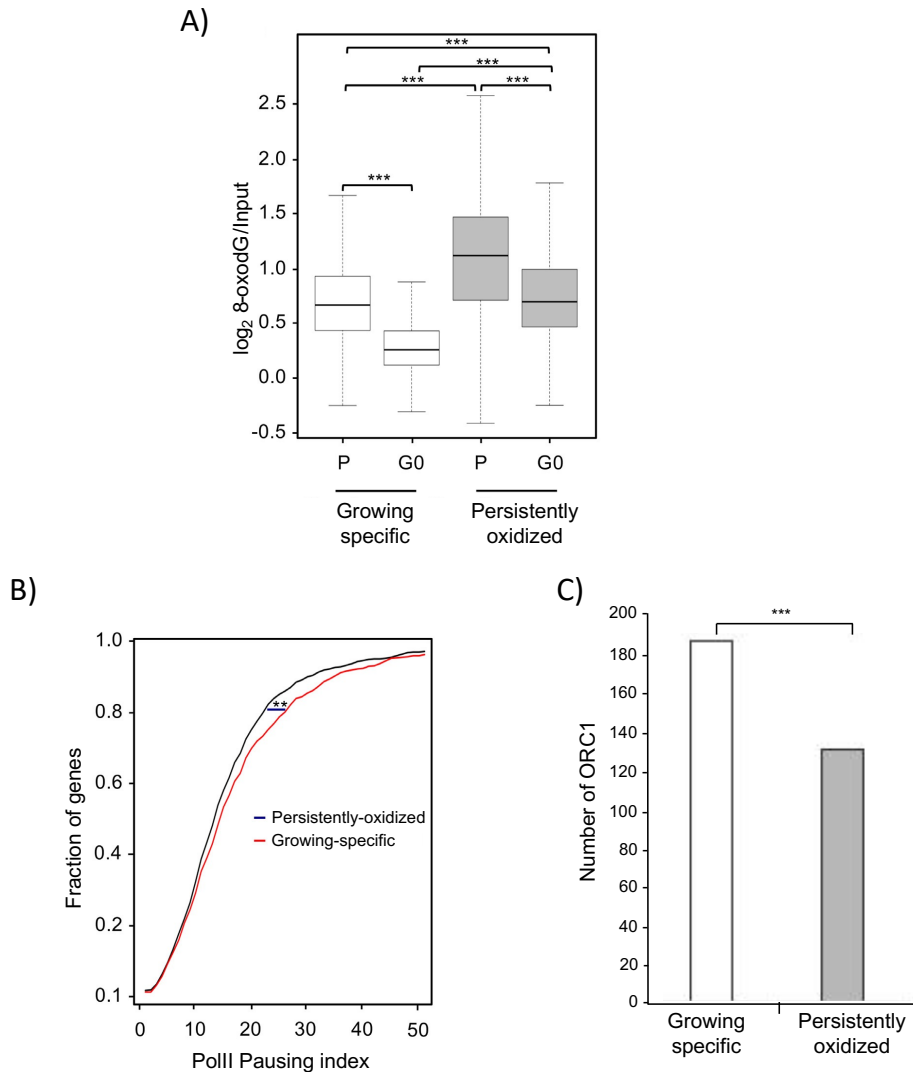 A)
***
***
***
***
***
log2 8-oxodG/Input
2.5
2.0
1.5
1.0
0.5
0.0
-0.5
P
G0
P
G0
Growing
specific
Persistently
oxidized
B)
Fraction of genes
1.0
0.8
0.6
0.4
0.2
0.1
**
Persistently-oxidized
Growing-specific
0
10
20
30
40
50
PolII Pausing index
C)
Number of ORC1
200
180
160
140
120
100
80
60
40
20
0
***
Growing
specific
Persistently
oxidized